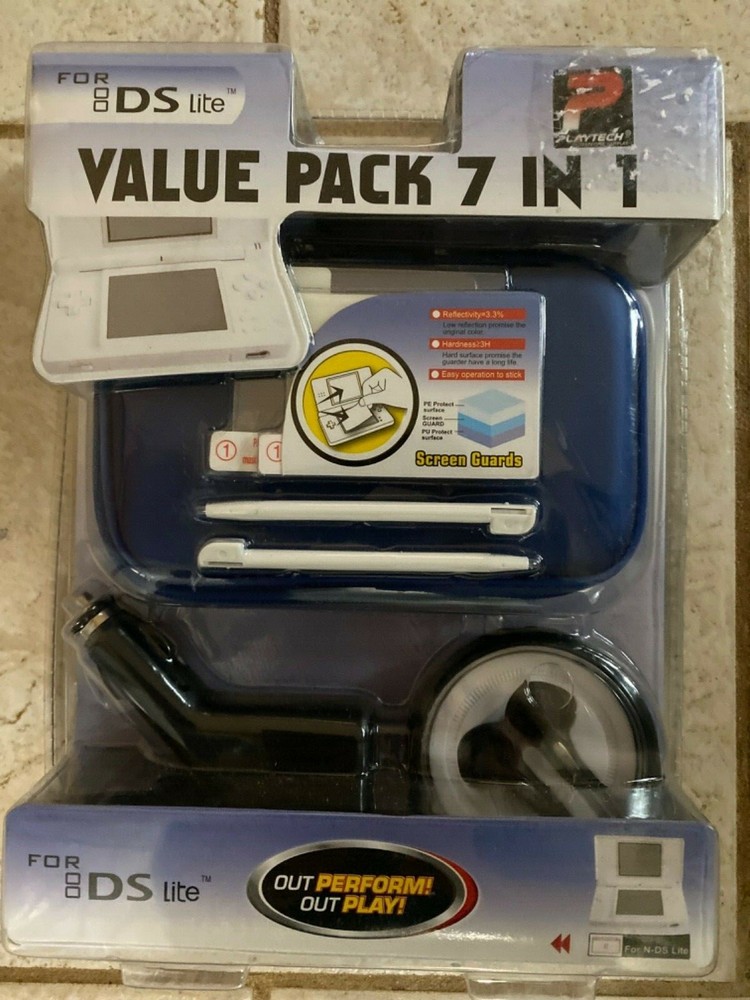 FOR
DS Lite™
PLAYTECH
VALUE PACK 7 IN 1
Reflectivity=3.3%
Low reflection promise the
original color.
Hardness≥3H
Hard surface promise the
guarder have a long life.
Easy operation to stick
PE Protect
surface
Screen
GUARD
PU Protect
surface
1
1
Screen Guards
FOR
DS Lite™
OUT PERFORM!
OUT PLAY!
For N-DS Lite